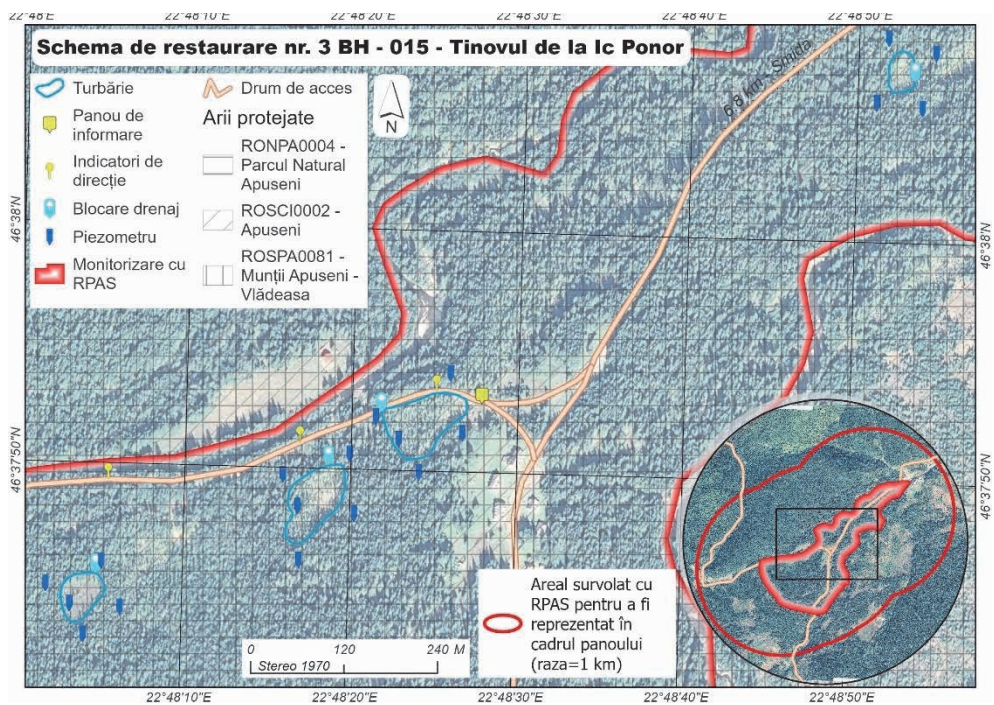 22°48'E
22°48'10"E
22°48'20"E
22°48'30"E
22°48'40"E
22°48'50"E
Schema de restaurare nr. 3 BH - 015 - Tinovul de la Ic Ponor
Turbărie
Panou de
informare
Indicatori de
direcție
Blocare drenaj
Piezometru
Monitorizare cu
RPAS
Drum de acces
Arii protejate
RONPA0004 -
Parcul Natural
Apuseni
ROSCI0002 -
Apuseni
ROSPA0081 -
Munții Apuseni -
Vlădeasa
N
6.8 km - Smida
46°38'N
46°38'N
46°37'50"N
46°37'50"N
Areal survolat cu
RPAS pentru a fi
reprezentat în
cadrul panoului
(raza=1 km)
0 120 240 M
Stereo 1970
22°48'10"E
22°48'20"E
22°48'30"E
22°48'40"E
22°48'50"E